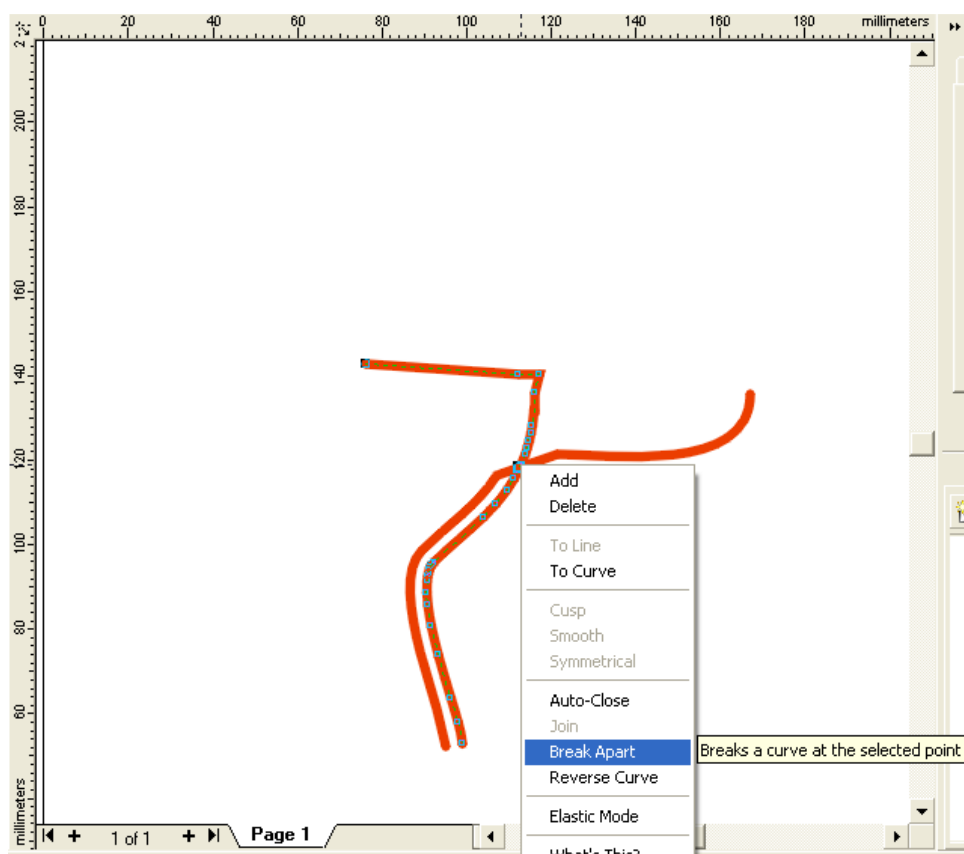 0 20 40 60 80 100 120 140 160 180 millimeters
200
180
160
140
120
100
80
60
millimeters
Add
Delete
To Line
To Curve
Cusp
Smooth
Symmetrical
Auto-Close
Join
Break Apart
Breaks a curve at the selected point
Reverse Curve
Elastic Mode
What's This?
1 of 1
Page 1